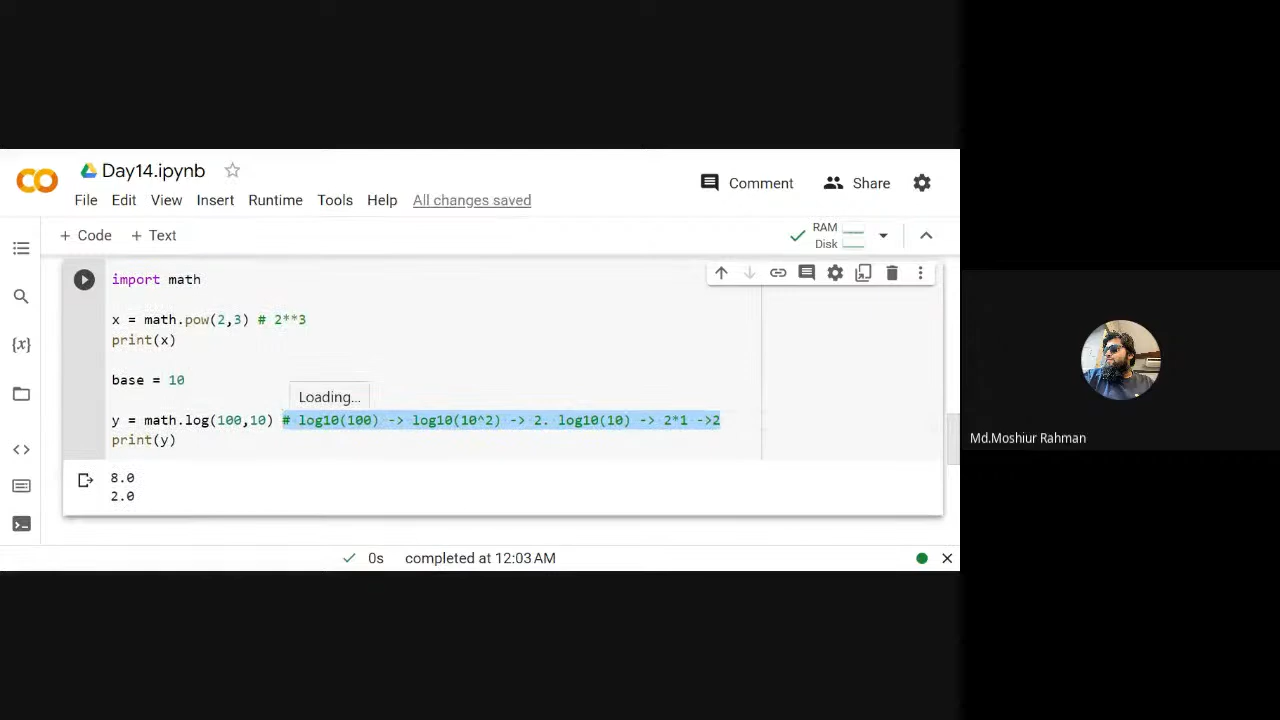 Day14.ipynb
Comment
Share
File Edit View Insert Runtime Tools Help All changes saved
+ Code + Text
RAM
Disk
import math
x = math.pow(2,3) # 2**3
print(x)
base = 10
Loading...
y = math.log(100,10) # log10(100) -> log10(10^2) -> 2. log10(10) -> 2*1 ->2
print(y)
8.0
2.0
0s completed at 12:03 AM
Md.Moshiur Rahman